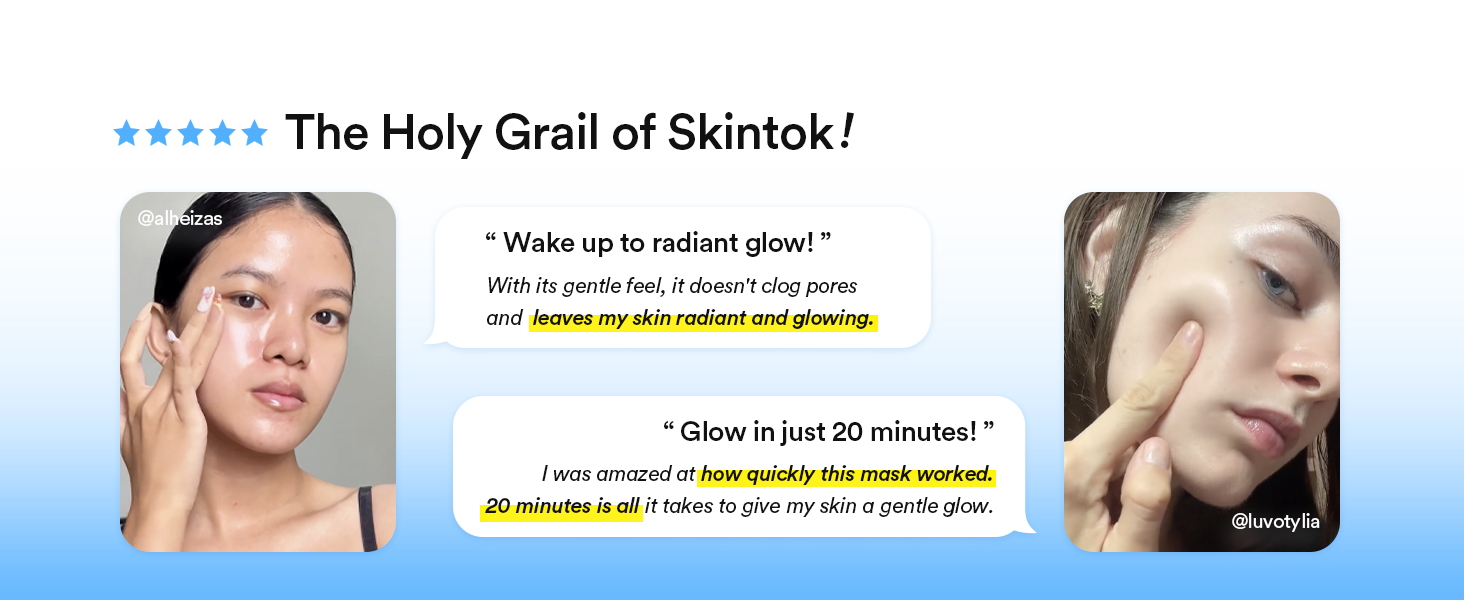 The Holy Grail of Skintok!
@alheizas
“ Wake up to radiant glow! ”
With its gentle feel, it doesn't clog pores
and leaves my skin radiant and glowing.
“ Glow in just 20 minutes! ”
I was amazed at how quickly this mask worked.
20 minutes is all it takes to give my skin a gentle glow.
@luvotylia